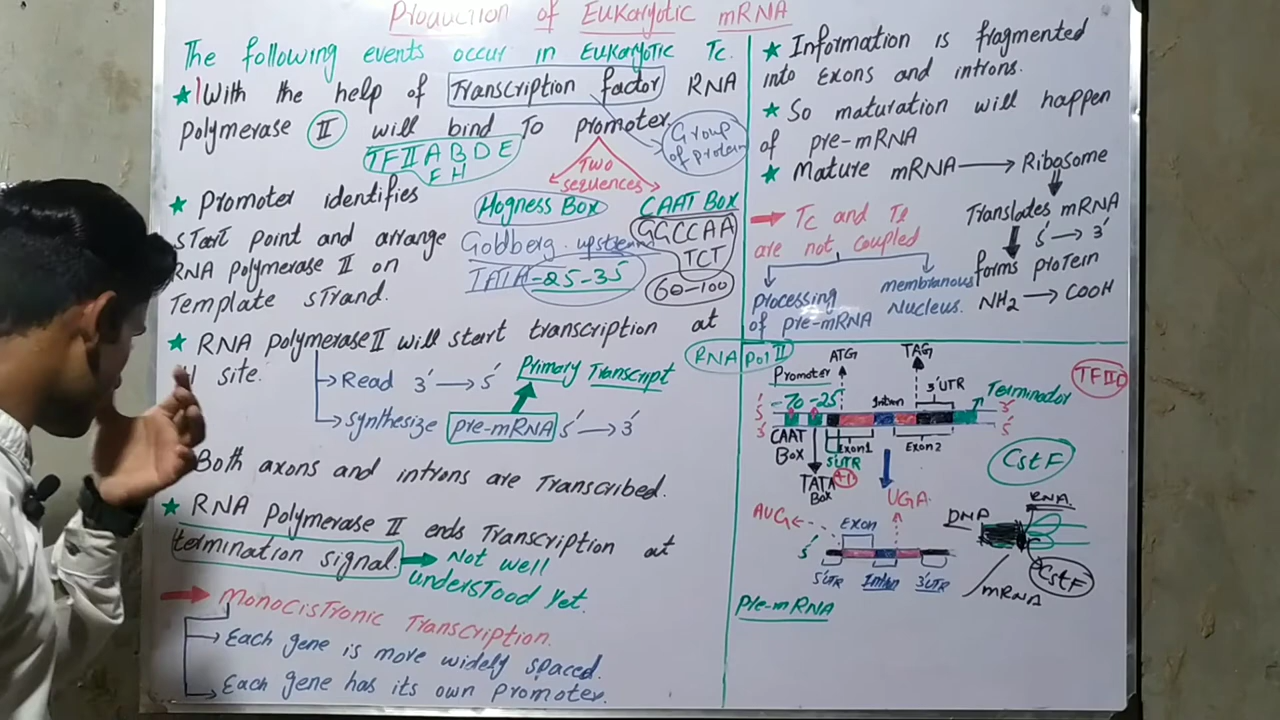 Production of Eukaryotic mRNA
The following events occur in Eukaryotic Tc.
★ 1 With the help of Transcription factor RNA
Polymerase II will bind To promoter
Group
of protein
TFII A B D E
F H
Two
sequences
★ Promoter identifies
START point and arrange
RNA polymerase II on
Template strand.
Hogness Box
Goldberg upstream
TATA -25-35
CAAT Box
GGCCAA
TCT
60-100
★ RNA polymerase II will start transcription at
site.
Read 3' → 5'
Primary Transcript
synthesize pre-mRNA 5' → 3'
Both axons and introns are Transcribed.
★ RNA Polymerase II ends Transcription at
termination signal. → Not well
understood yet.
→ Monocistronic Transcription.
→ Each gene is more widely spaced.
→ Each gene has its own promoter.
★ Information is fragmented
into Exons and introns.
★ So maturation will happen
of pre-mRNA
★ Mature mRNA → Ribosome
Translates mRNA
5' → 3'
forms protein
NH2 → COOH
→ Tc and Tl
are not coupled
processing
of pre-mRNA
membranous
Nucleus.
RNA Pol II
ATG
TAG
TFIID
Promoter
3'UTR
Terminator
-70 -25
Intron
5' 3'
3' 5'
CAAT
Box
Exon1
Exon2
5'UTR
+1
TATA
Box
CstF
UGA
AUG
Exon
5'
5'UTR
Intron
3'UTR
DNA
RNA
CstF
mRNA
Pre-mRNA